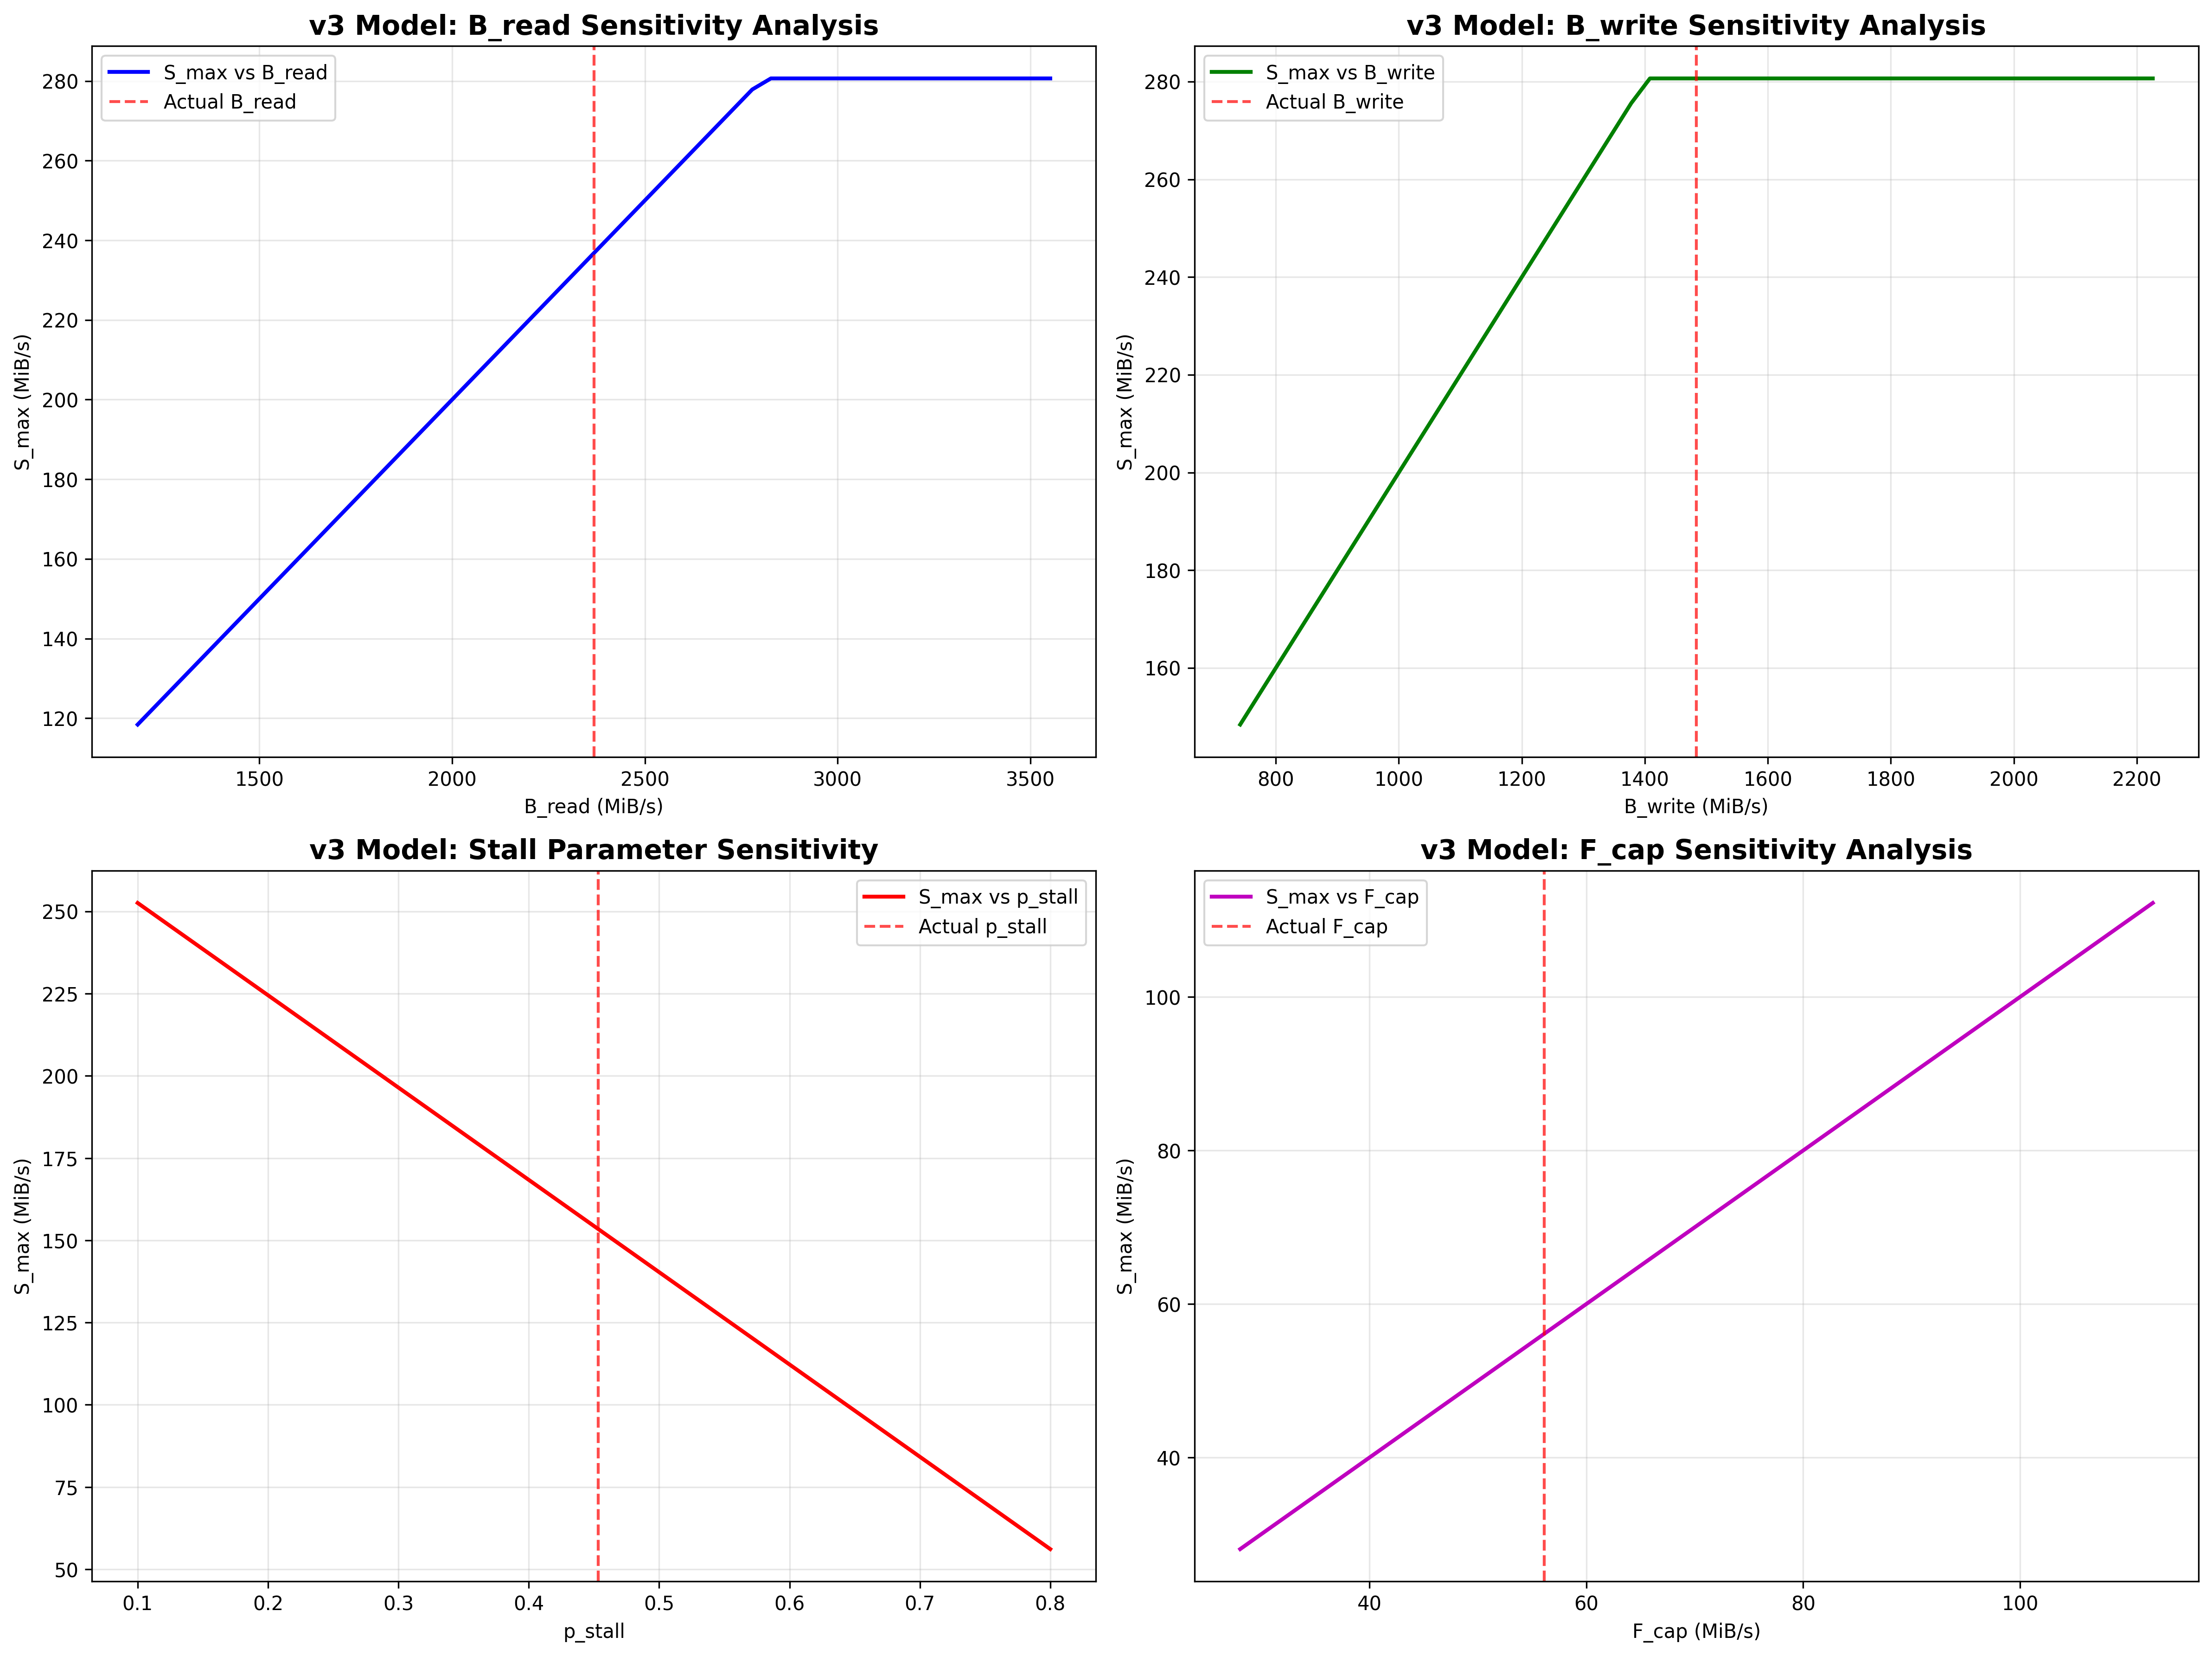 v3 Model: B_read Sensitivity Analysis
S_max vs B_read
Actual B_read
280
260
240
220
200
180
160
140
120
S_max (MiB/s)
1500 2000 2500 3000 3500
B_read (MiB/s)
v3 Model: B_write Sensitivity Analysis
S_max vs B_write
Actual B_write
280
260
240
220
200
180
160
S_max (MiB/s)
800 1000 1200 1400 1600 1800 2000 2200
B_write (MiB/s)
v3 Model: Stall Parameter Sensitivity
S_max vs p_stall
Actual p_stall
250
225
200
175
150
125
100
75
50
S_max (MiB/s)
0.1 0.2 0.3 0.4 0.5 0.6 0.7 0.8
p_stall
v3 Model: F_cap Sensitivity Analysis
S_max vs F_cap
Actual F_cap
100
80
60
40
S_max (MiB/s)
40 60 80 100
F_cap (MiB/s)